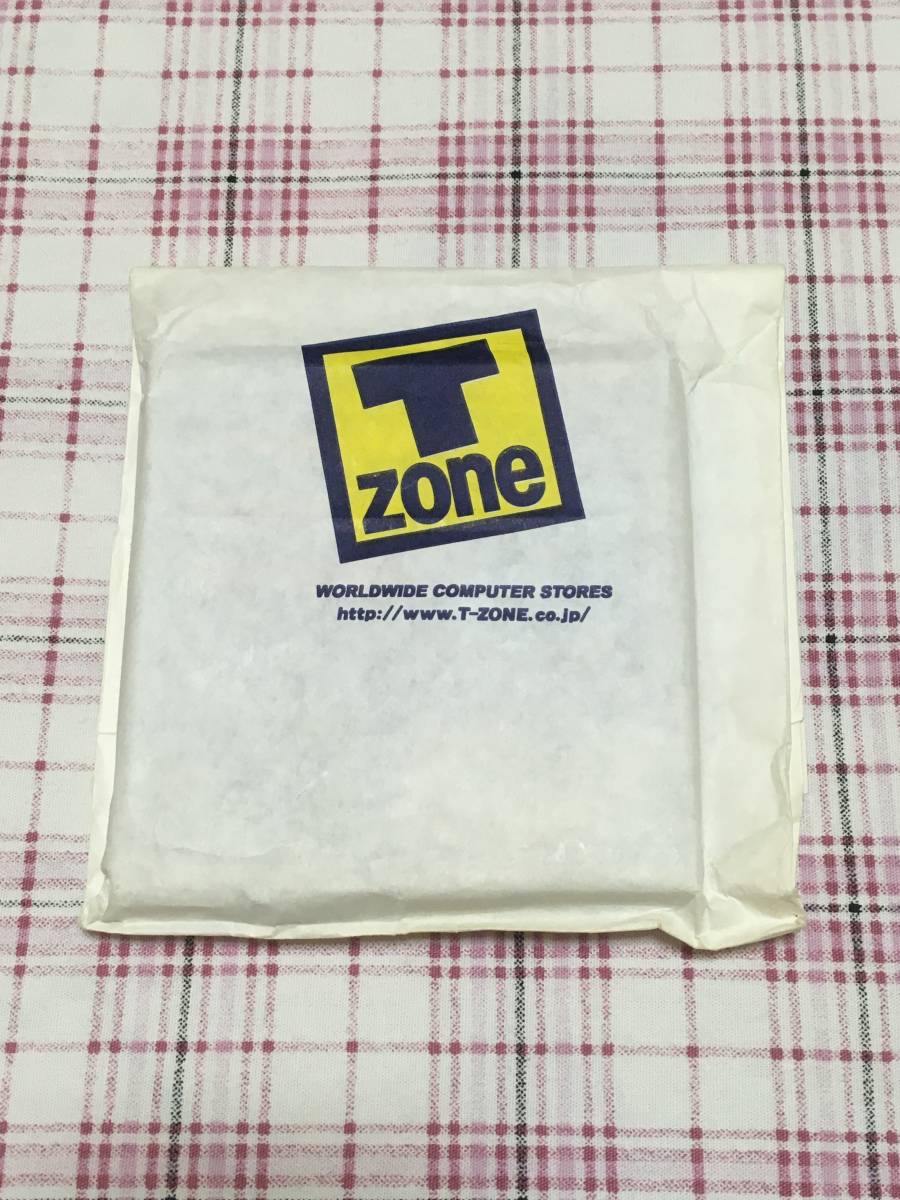 T
zone
WORLDWIDE COMPUTER STORES
http://www.T-ZONE.co.jp/